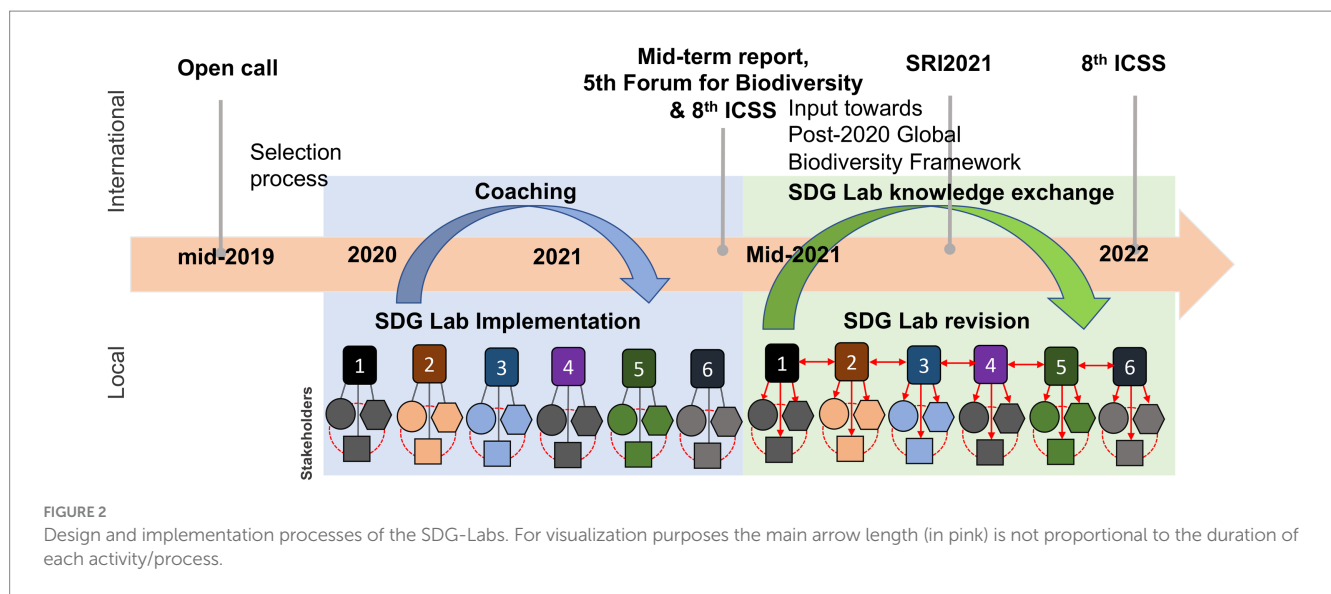 International
Open call
Mid-term report,
5th Forum for Biodiversity
& 8th ICSS
SRI2021
8th ICSS
Selection
process
Input towards
Post-2020 Global
Biodiversity Framework
Coaching
SDG Lab knowledge exchange
mid-2019
2020
2021
Mid-2021
2022
Local
SDG Lab Implementation
SDG Lab revision
1 2 3 4 5 6
1 2 3 4 5 6
Stakeholders
FIGURE 2
Design and implementation processes of the SDG-Labs. For visualization purposes the main arrow length (in pink) is not proportional to the duration of
each activity/process.